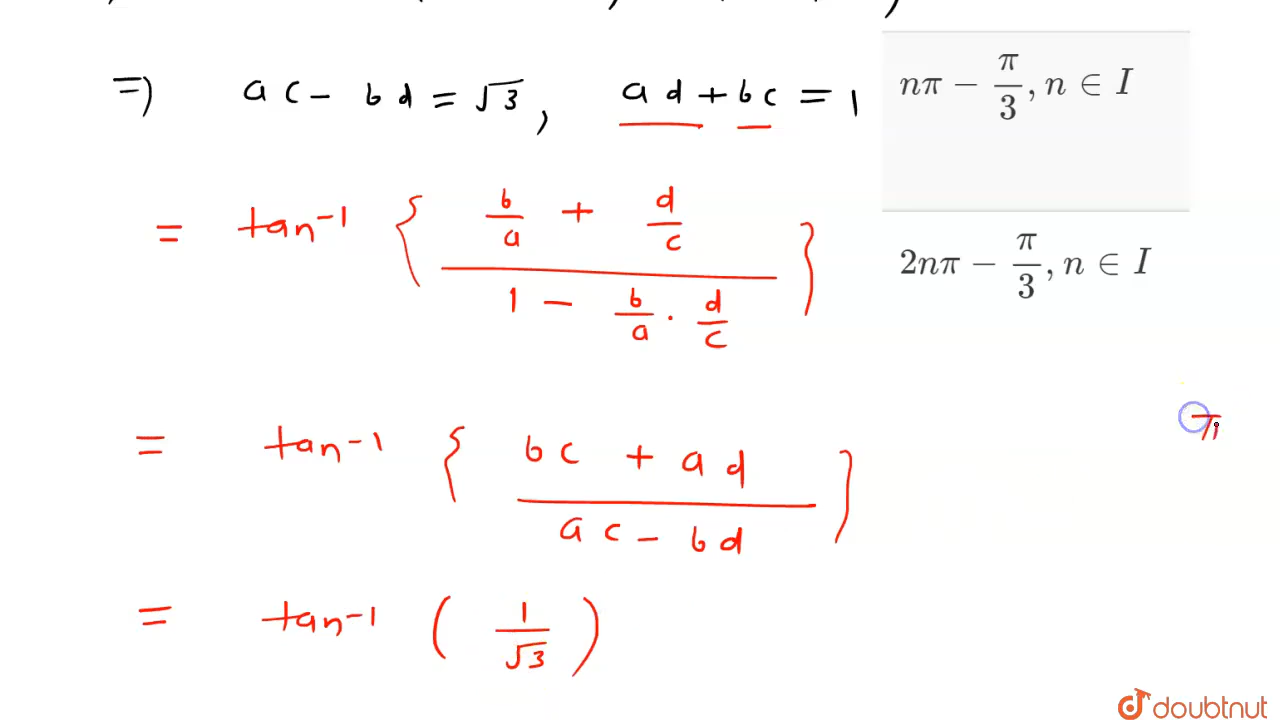 =) ac - bd = √3, ad + bc = 1
nπ - π/3, n ∈ I
= tan-1 { (b/a + d/c) / (1 - b/a . d/c) }
2nπ - π/3, n ∈ I
π
= tan-1 { (bc + ad) / (ac - bd) }
= tan-1 ( 1/√3 )
doubtnut